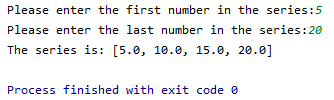 Please enter the first number in the series:5
Please enter the last number in the series:20
The series is: [5.0, 10.0, 15.0, 20.0]
Process finished with exit code 0